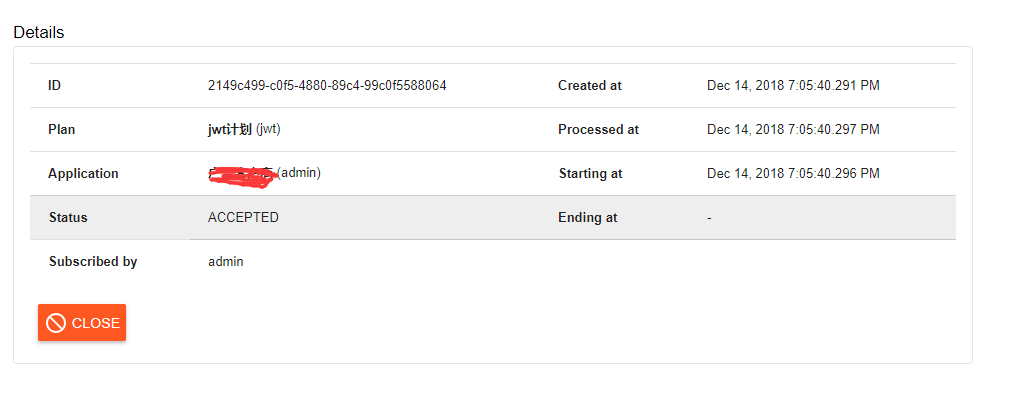 Details
ID 2149c499-c0f5-4880-89c4-99c0f5588064 Created at Dec 14, 2018 7:05:40.291 PM
Plan jwt计划 (jwt) Processed at Dec 14, 2018 7:05:40.297 PM
Application (admin) Starting at Dec 14, 2018 7:05:40.296 PM
Status ACCEPTED Ending at -
Subscribed by admin
CLOSE